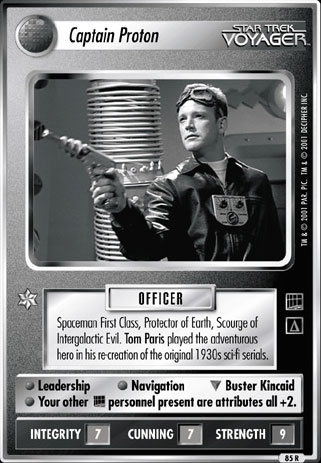 Captain Proton
STAR TREK
VOYAGER™
TM & © 2001 PAR. PIC. TM & © 2001 DECIPHER INC.
OFFICER
Spaceman First Class, Protector of Earth, Scourge of
Intergalactic Evil. Tom Paris played the adventurous
hero in his re-creation of the original 1930s sci-fi serials.
Leadership Navigation Buster Kincaid
Your other personnel present are attributes all +2.
INTEGRITY 7 CUNNING 7 STRENGTH 9
85 R